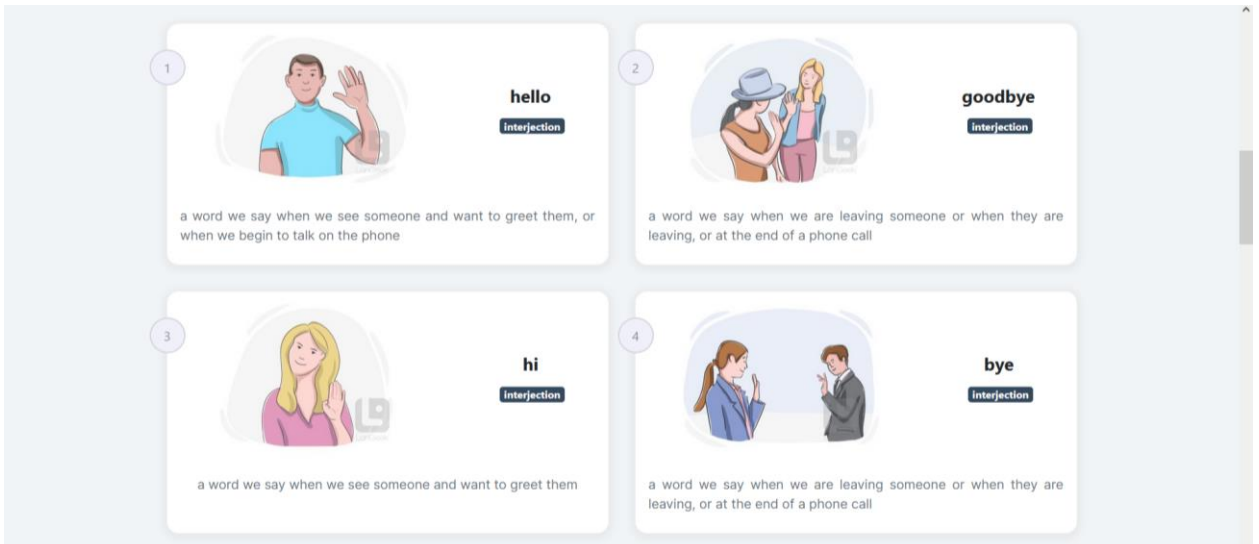 1
hello
interjection
a word we say when we see someone and want to greet them, or
when we begin to talk on the phone
2
goodbye
interjection
a word we say when we are leaving someone or when they are
leaving, or at the end of a phone call
3
hi
interjection
a word we say when we see someone and want to greet them
4
bye
interjection
a word we say when we are leaving someone or when they are
leaving, or at the end of a phone call